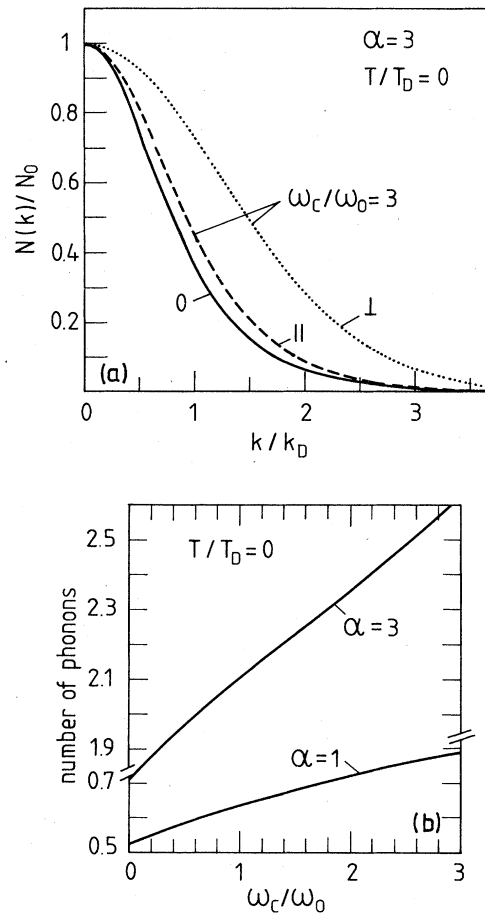 α=3
T/T_D=0
N(k)/N₀
1
0.8
0.6
0.4
0.2
ω_C/ω_0=3
0
||
⊥
(a)
0
1
2
3
k/k_D
T/T_D=0
number of phonons
2.5
2.3
2.1
1.9
0.7
0.5
α=3
α=1
(b)
0
1
2
3
ω_C/ω_0